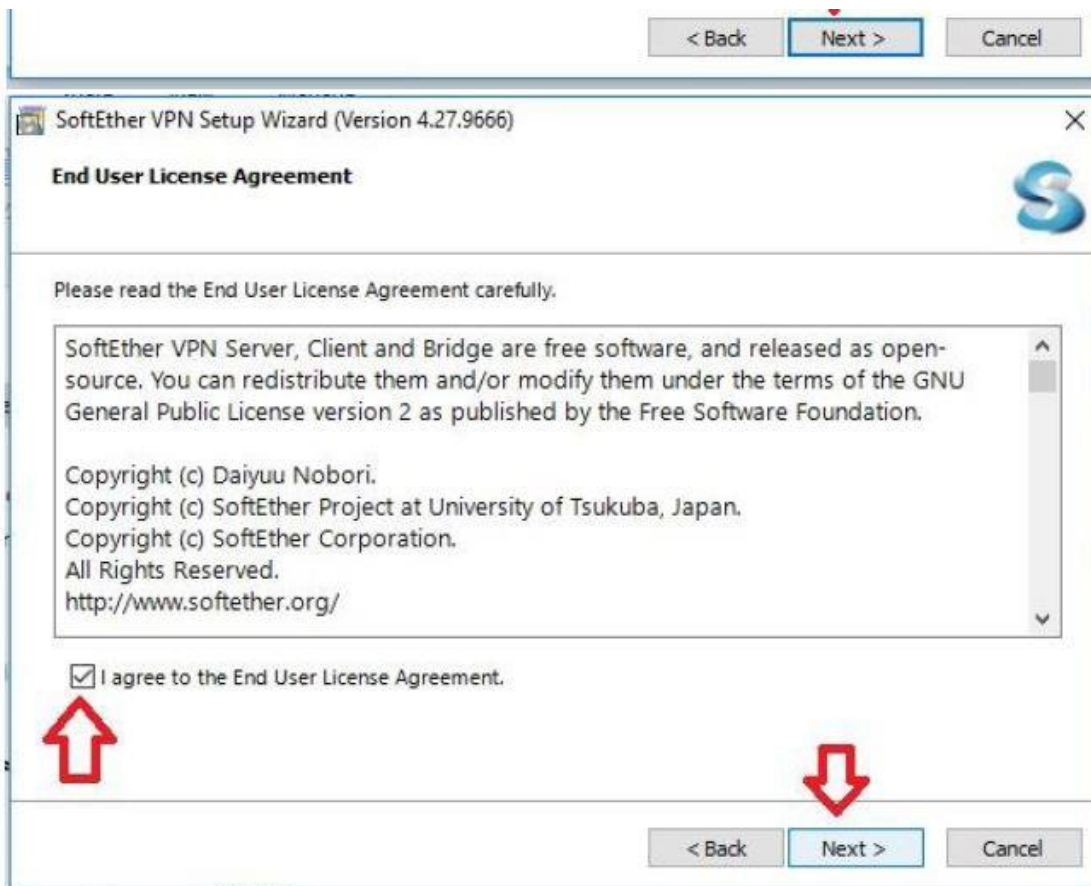 < Back Next > Cancel
SoftEther VPN Setup Wizard (Version 4.27.9666)
End User License Agreement
Please read the End User License Agreement carefully.
SoftEther VPN Server, Client and Bridge are free software, and released as open-
source. You can redistribute them and/or modify them under the terms of the GNU
General Public License version 2 as published by the Free Software Foundation.
Copyright (c) Daiyuu Nobori.
Copyright (c) SoftEther Project at University of Tsukuba, Japan.
Copyright (c) SoftEther Corporation.
All Rights Reserved.
http://www.softether.org/
I agree to the End User License Agreement.
< Back Next > Cancel